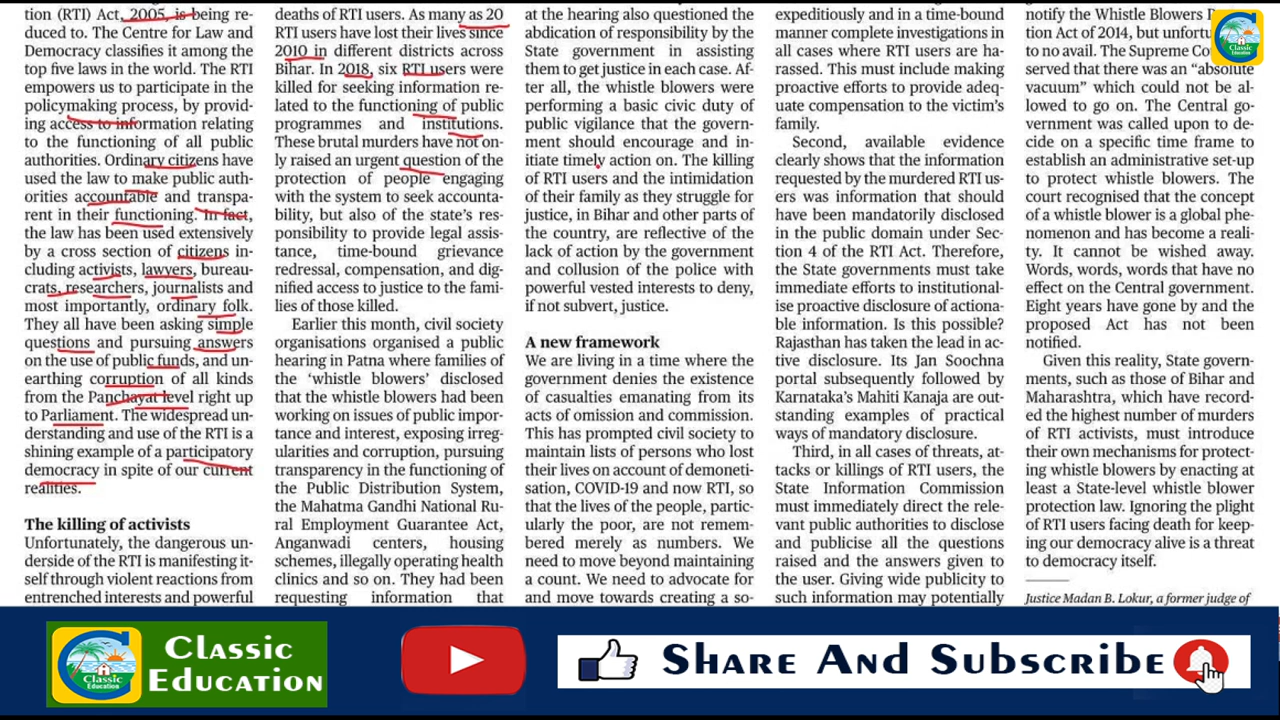 tion (RTI) Act, 2005, is being re-
duced to. The Centre for Law and
Democracy classifies it among the
top five laws in the world. The RTI
empowers us to participate in the
policymaking process, by provid-
ing access to information relating
to the functioning of all public
authorities. Ordinary citizens have
used the law to make public auth-
orities accountable and transpa-
rent in their functioning. In fact,
the law has been used extensively
by a cross section of citizens in-
cluding activists, lawyers, bureau-
crats, researchers, journalists and
most importantly, ordinary folk.
They all have been asking simple
questions and pursuing answers
on the use of public funds, and un-
earthing corruption of all kinds
from the Panchayat level right up
to Parliament. The widespread un-
derstanding and use of the RTI is a
shining example of a participatory
democracy in spite of our current
realities.
The killing of activists
Unfortunately, the dangerous un-
derside of the RTI is manifesting it-
self through violent reactions from
entrenched interests and powerful
deaths of RTI users. As many as 20
RTI users have lost their lives since
2010 in different districts across
Bihar. In 2018, six RTI users were
killed for seeking information re-
lated to the functioning of public
programmes and institutions.
These brutal murders have not on-
ly raised an urgent question of the
protection of people engaging
with the system to seek accounta-
bility, but also of the state's res-
ponsibility to provide legal assis-
tance, time-bound grievance
redressal, compensation, and dig-
nified access to justice to the fami-
lies of those killed.
Earlier this month, civil society
organisations organised a public
hearing in Patna where families of
the ‘whistle blowers’ disclosed
that the whistle blowers had been
working on issues of public impor-
tance and interest, exposing irreg-
ularities and corruption, pursuing
transparency in the functioning of
the Public Distribution System,
the Mahatma Gandhi National Ru-
ral Employment Guarantee Act,
Anganwadi centers, housing
schemes, illegally operating health
clinics and so on. They had been
requesting information that
at the hearing also questioned the
abdication of responsibility by the
State government in assisting
them to get justice in each case. Af-
ter all, the whistle blowers were
performing a basic civic duty of
public vigilance that the govern-
ment should encourage and in-
itiate timely action on. The killing
of RTI users and the intimidation
of their family as they struggle for
justice, in Bihar and other parts of
the country, are reflective of the
lack of action by the government
and collusion of the police with
powerful vested interests to deny,
if not subvert, justice.
A new framework
We are living in a time where the
government denies the existence
of casualties emanating from its
acts of omission and commission.
This has prompted civil society to
maintain lists of persons who lost
their lives on account of demoneti-
sation, COVID-19 and now RTI, so
that the lives of the people, partic-
ularly the poor, are not remem-
bered merely as numbers. We
need to move beyond maintaining
a count. We need to advocate for
and move towards creating a so-
expeditiously and in a time-bound
manner complete investigations in
all cases where RTI users are ha-
rassed. This must include making
proactive efforts to provide adeq-
uate compensation to the victim's
family.
Second, available evidence
clearly shows that the information
requested by the murdered RTI us-
ers was information that should
have been mandatorily disclosed
in the public domain under Sec-
tion 4 of the RTI Act. Therefore,
the State governments must take
immediate efforts to institutional-
ise proactive disclosure of actiona-
ble information. Is this possible?
Rajasthan has taken the lead in ac-
tive disclosure. Its Jan Soochna
portal subsequently followed by
Karnataka's Mahiti Kanaja are out-
standing examples of practical
ways of mandatory disclosure.
Third, in all cases of threats, at-
tacks or killings of RTI users, the
State Information Commission
must immediately direct the rele-
vant public authorities to disclose
and publicise all the questions
raised and the answers given to
the user. Giving wide publicity to
such information may potentially
notify the Whistle Blowers
tion Act of 2014, but
to no avail. The Supreme
served that there was an “absolute
vacuum” which could not be al-
lowed to go on. The Central go-
vernment was called upon to de-
cide on a specific time frame to
establish an administrative set-up
to protect whistle blowers. The
court recognised that the concept
of a whistle blower is a global phe-
nomenon and has become a reali-
ty. It cannot be wished away.
Words, words, words that have no
effect on the Central government.
Eight years have gone by and the
proposed Act has not been
notified.
Given this reality, State govern-
ments, such as those of Bihar and
Maharashtra, which have record-
ed the highest number of murders
of RTI activists, must introduce
their own mechanisms for protect-
ing whistle blowers by enacting at
least a State-level whistle blower
protection law. Ignoring the plight
of RTI users facing death for keep-
ing our democracy alive is a threat
to democracy itself.
Justice Madan B. Lokur, a former judge of
Classic
Education
Classic
Education
Classic
Education
Share And Subscribe